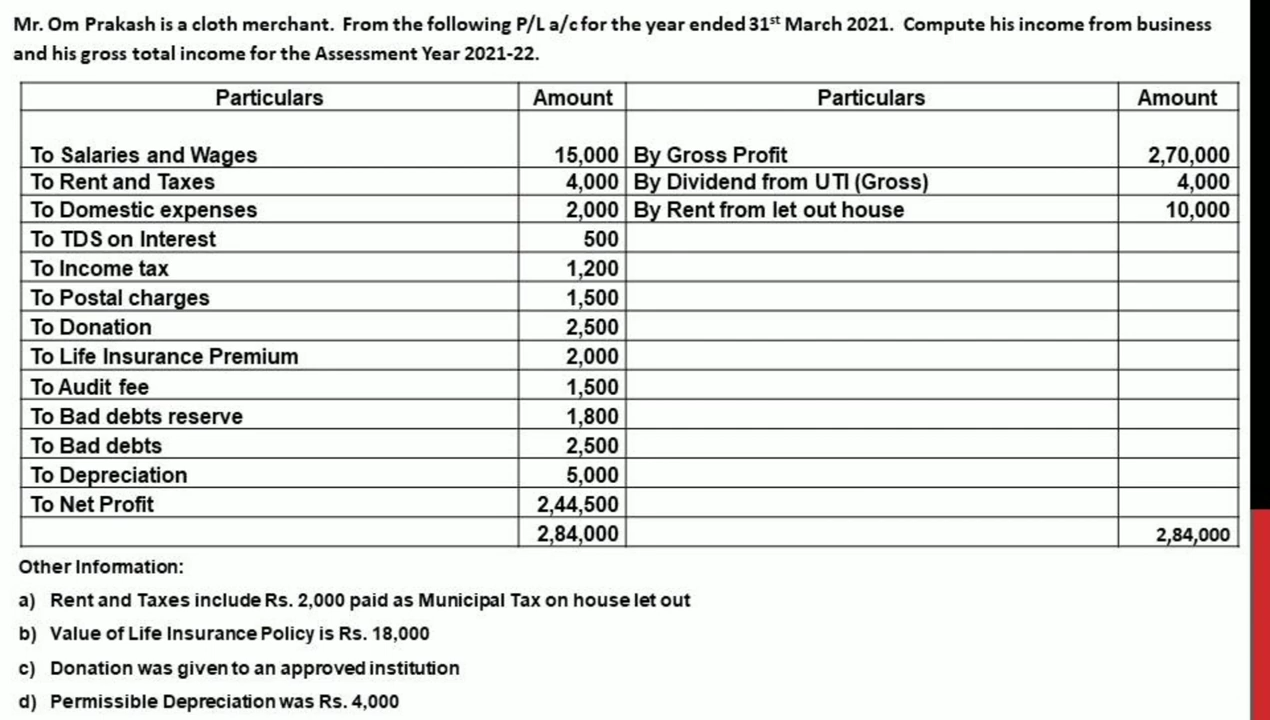 Mr. Om Prakash is a cloth merchant. From the following P/L a/c for the year ended 31st March 2021. Compute his income from business
and his gross total income for the Assessment Year 2021-22.
Particulars Amount Particulars Amount
To Salaries and Wages 15,000 By Gross Profit 2,70,000
To Rent and Taxes 4,000 By Dividend from UTI (Gross) 4,000
To Domestic expenses 2,000 By Rent from let out house 10,000
To TDS on Interest 500
To Income tax 1,200
To Postal charges 1,500
To Donation 2,500
To Life Insurance Premium 2,000
To Audit fee 1,500
To Bad debts reserve 1,800
To Bad debts 2,500
To Depreciation 5,000
To Net Profit 2,44,500
2,84,000 2,84,000
Other Information:
a) Rent and Taxes include Rs. 2,000 paid as Municipal Tax on house let out
b) Value of Life Insurance Policy is Rs. 18,000
c) Donation was given to an approved institution
d) Permissible Depreciation was Rs. 4,000